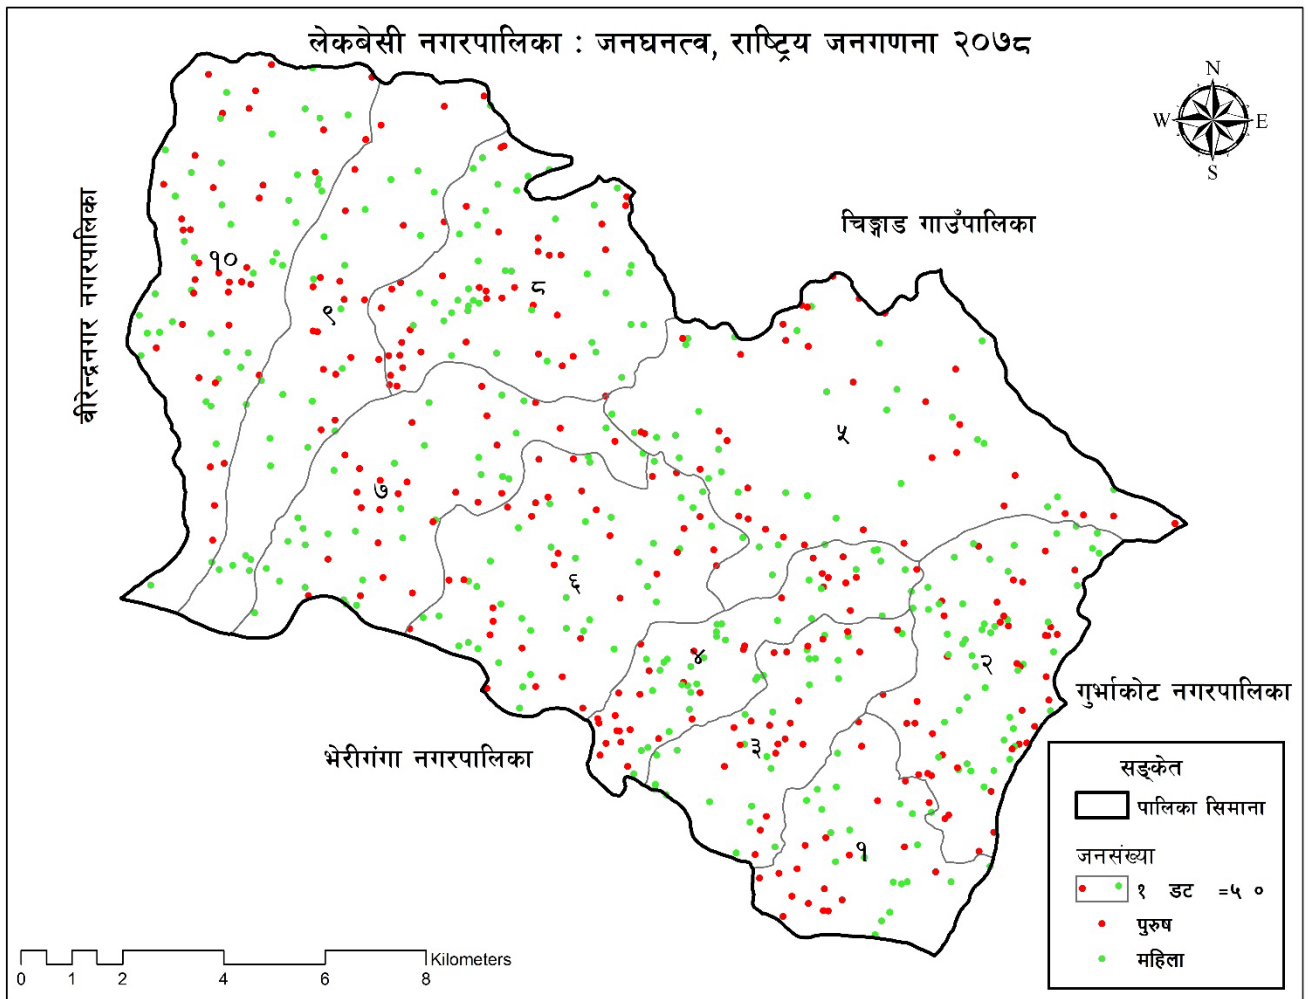 लेकबेसी नगरपालिका : जनघनत्व, राष्ट्रिय जनगणना २०७८
N
W E
S
चिङ्गाड गाउँपालिका
बीरेन्द्रनगर नगरपालिका
१०
८
९
५
७
६
४
२
गुर्भाकोट नगरपालिका
३
भेरीगंगा नगरपालिका
१
सङ्केत
पालिका सिमाना
जनसंख्या
१ डट =५०
पुरुष
महिला
Kilometers
0 1 2 4 6 8